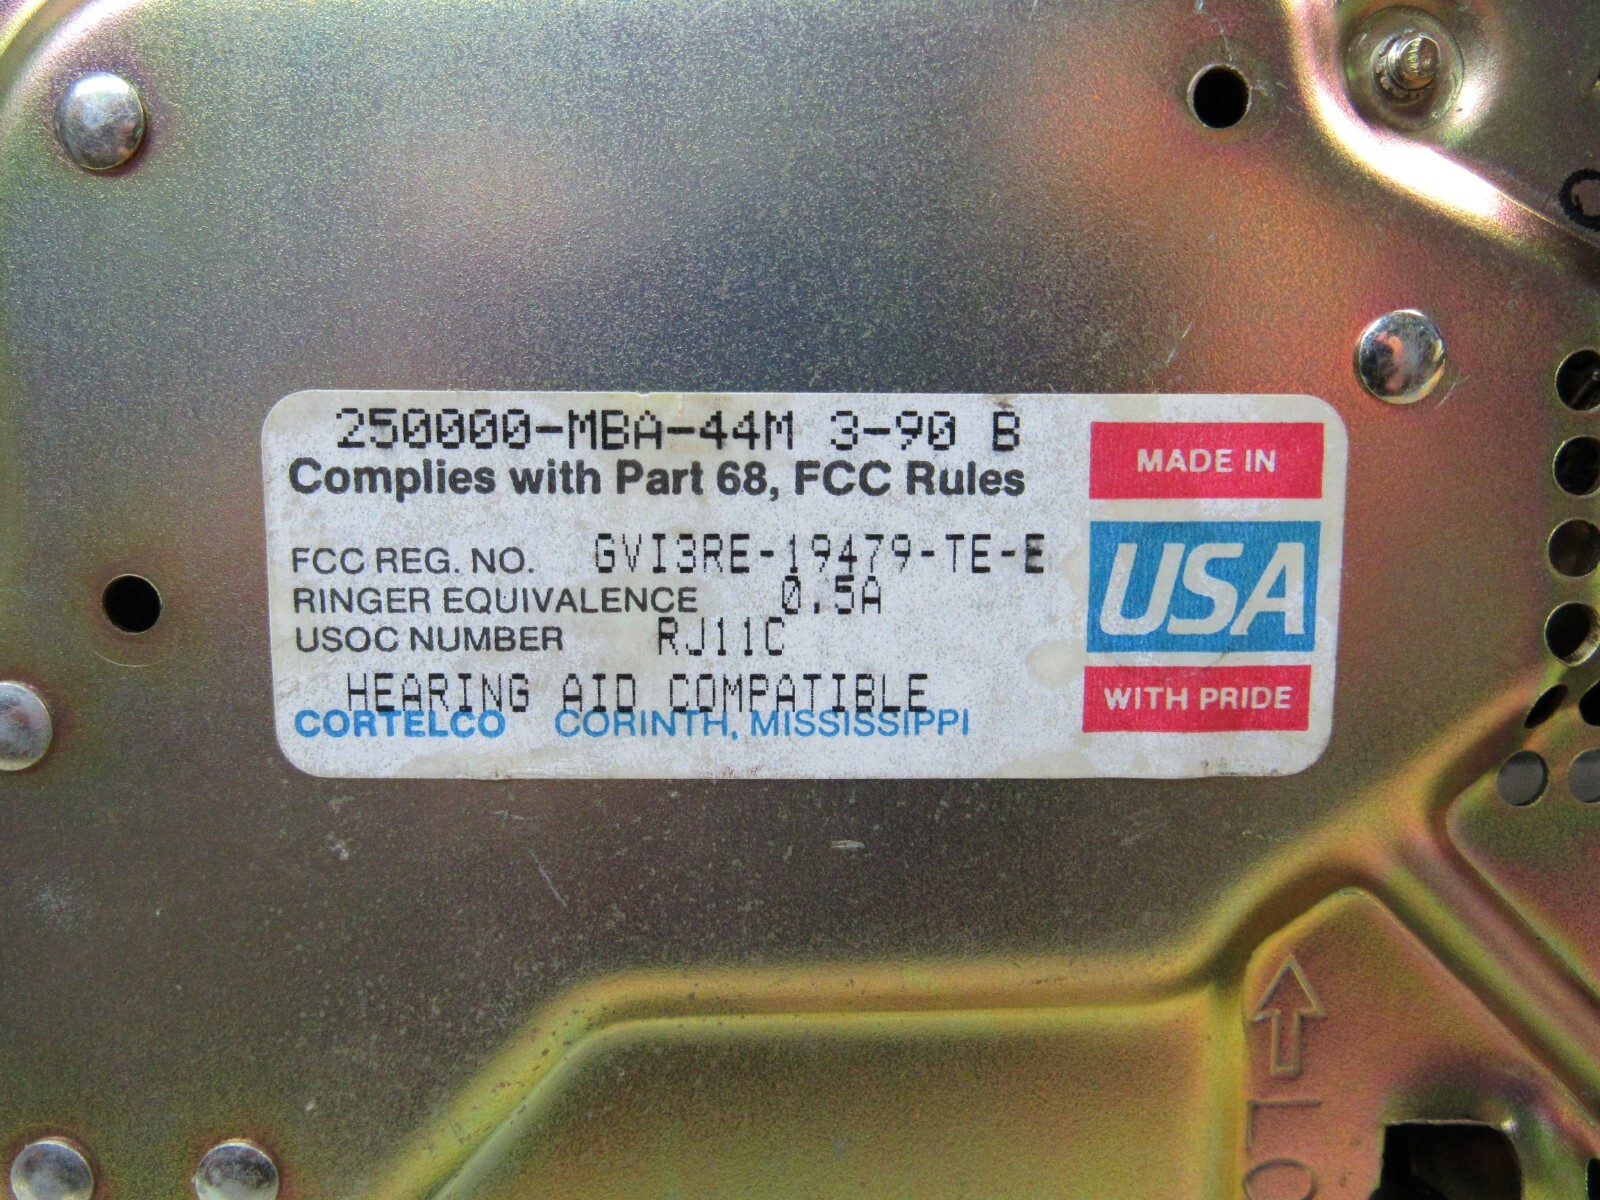 250000-MBA-44M 3-90 B
Complies with Part 68, FCC Rules
FCC REG. NO. GVI3RE-19479-TE-E
RINGER EQUIVALENCE 0.5A
USOC NUMBER RJ11C
HEARING AID COMPATIBLE
CORTELCO CORINTH, MISSISSIPPI
MADE IN
USA
WITH PRIDE